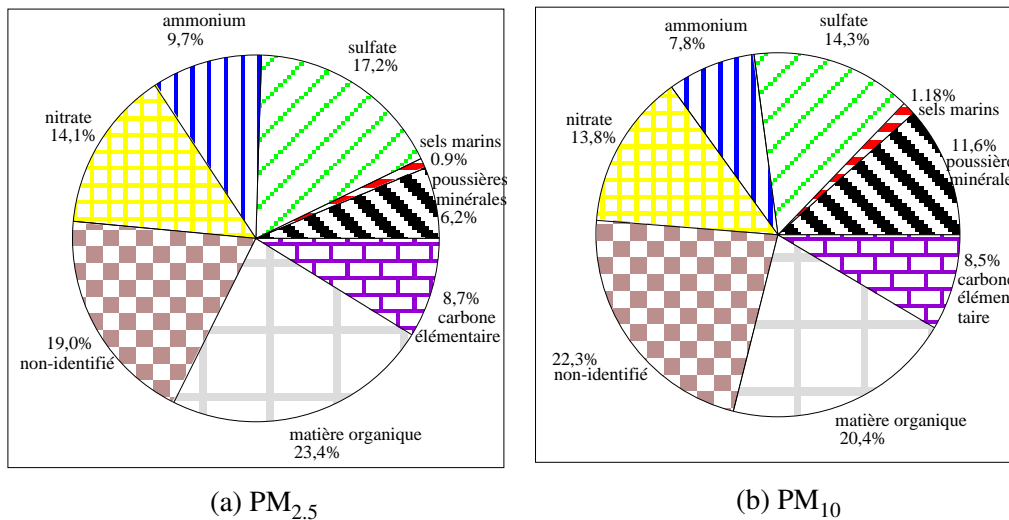 ammonium
9,7%
sulfate
17,2%
sels marins
0.9%
poussières
minérales
6,2%
8,7%
carbone
élémentaire
matière organique
23,4%
19,0%
non-identifié
nitrate
14,1%
(a) PM2.5
ammonium
7,8%
sulfate
14,3%
1.18%
sels marins
11,6%
poussière
minérales
8,5%
carbone
élémen-
taire
matière organique
20,4%
22,3%
non-identifié
nitrate
13,8%
(b) PM10